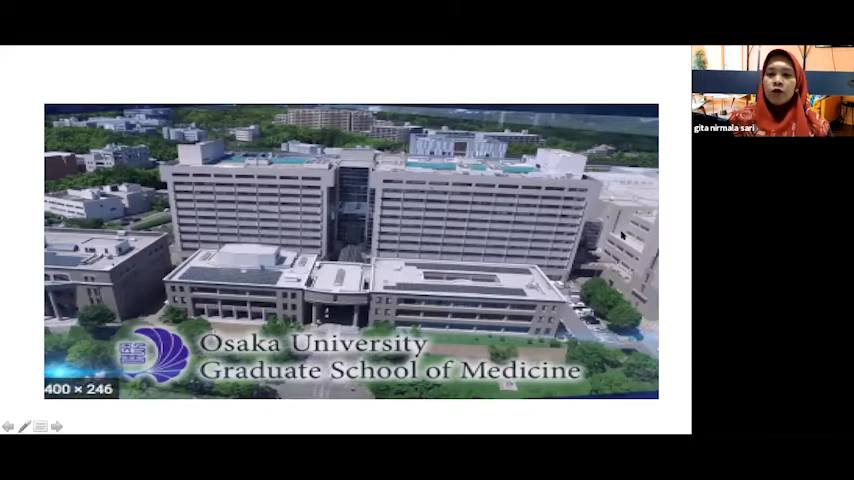 gita nirmala sari
Osaka University
Graduate School of Medicine
400 × 246